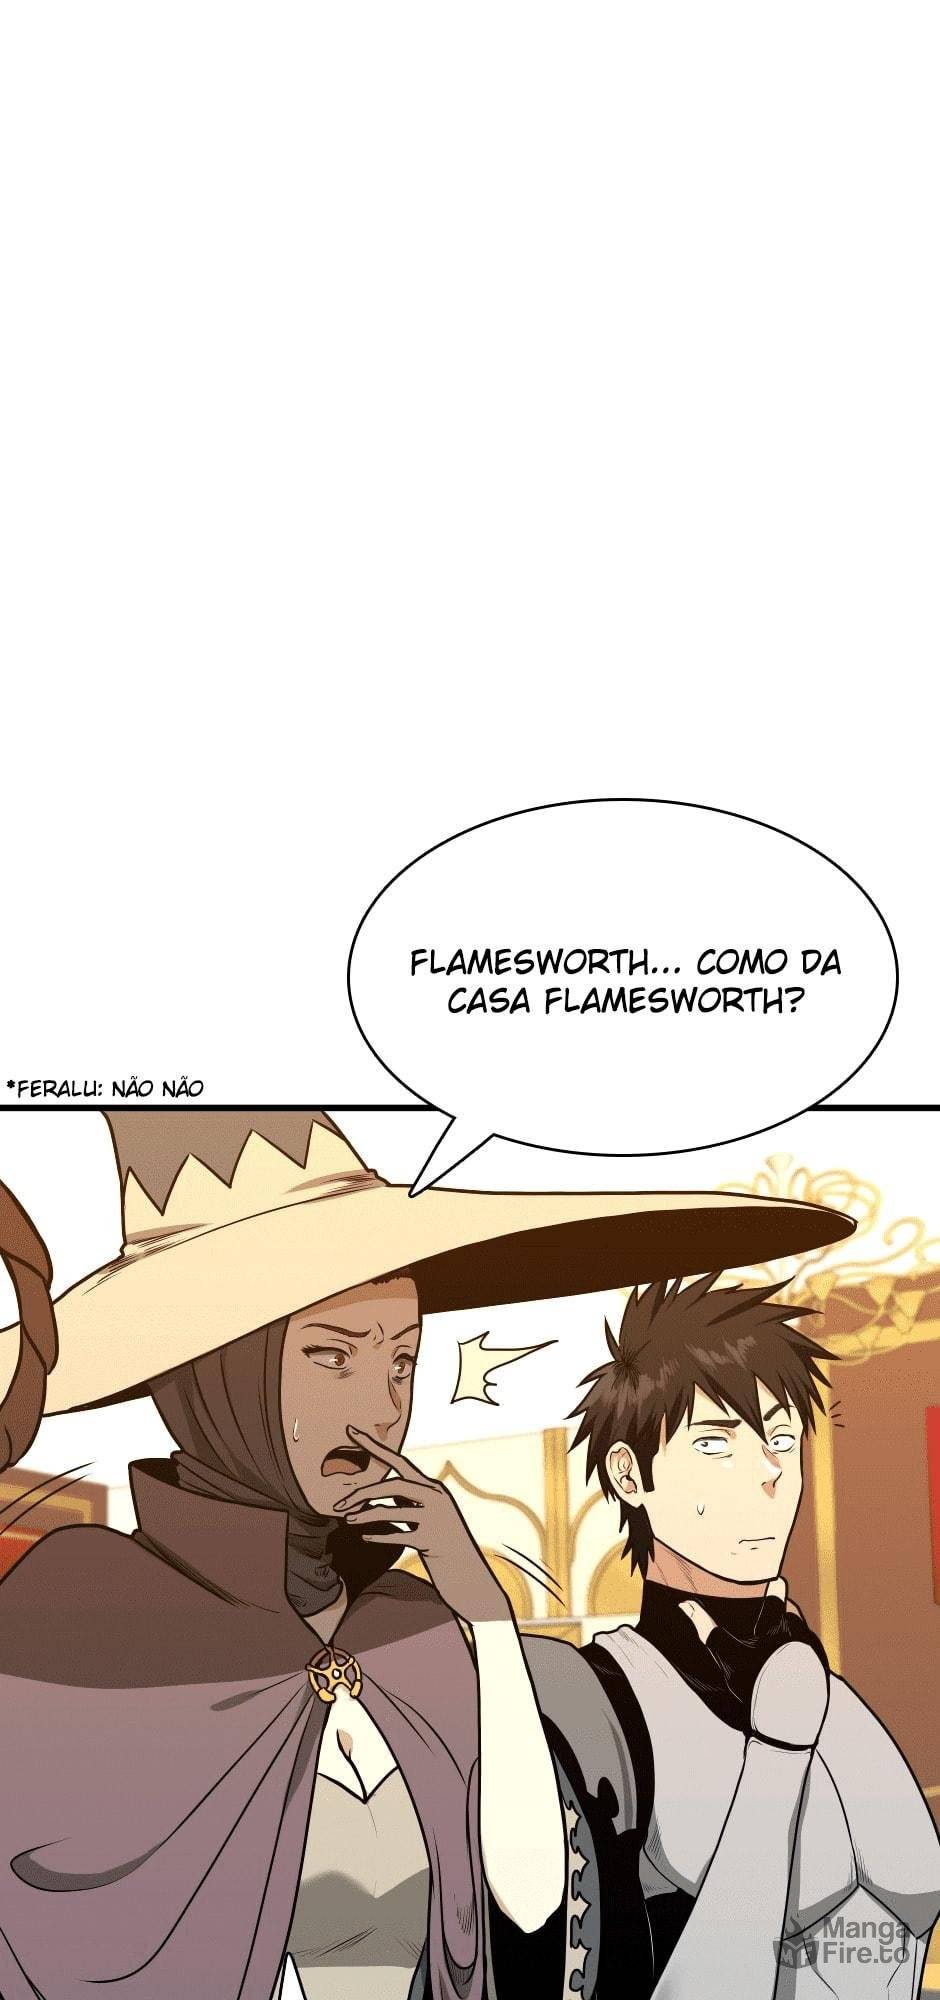 FLAMESWORTH... COMO DA
CASA FLAMESWORTH?
*FERALU: NÃO NÃO
Manga
Fire.to